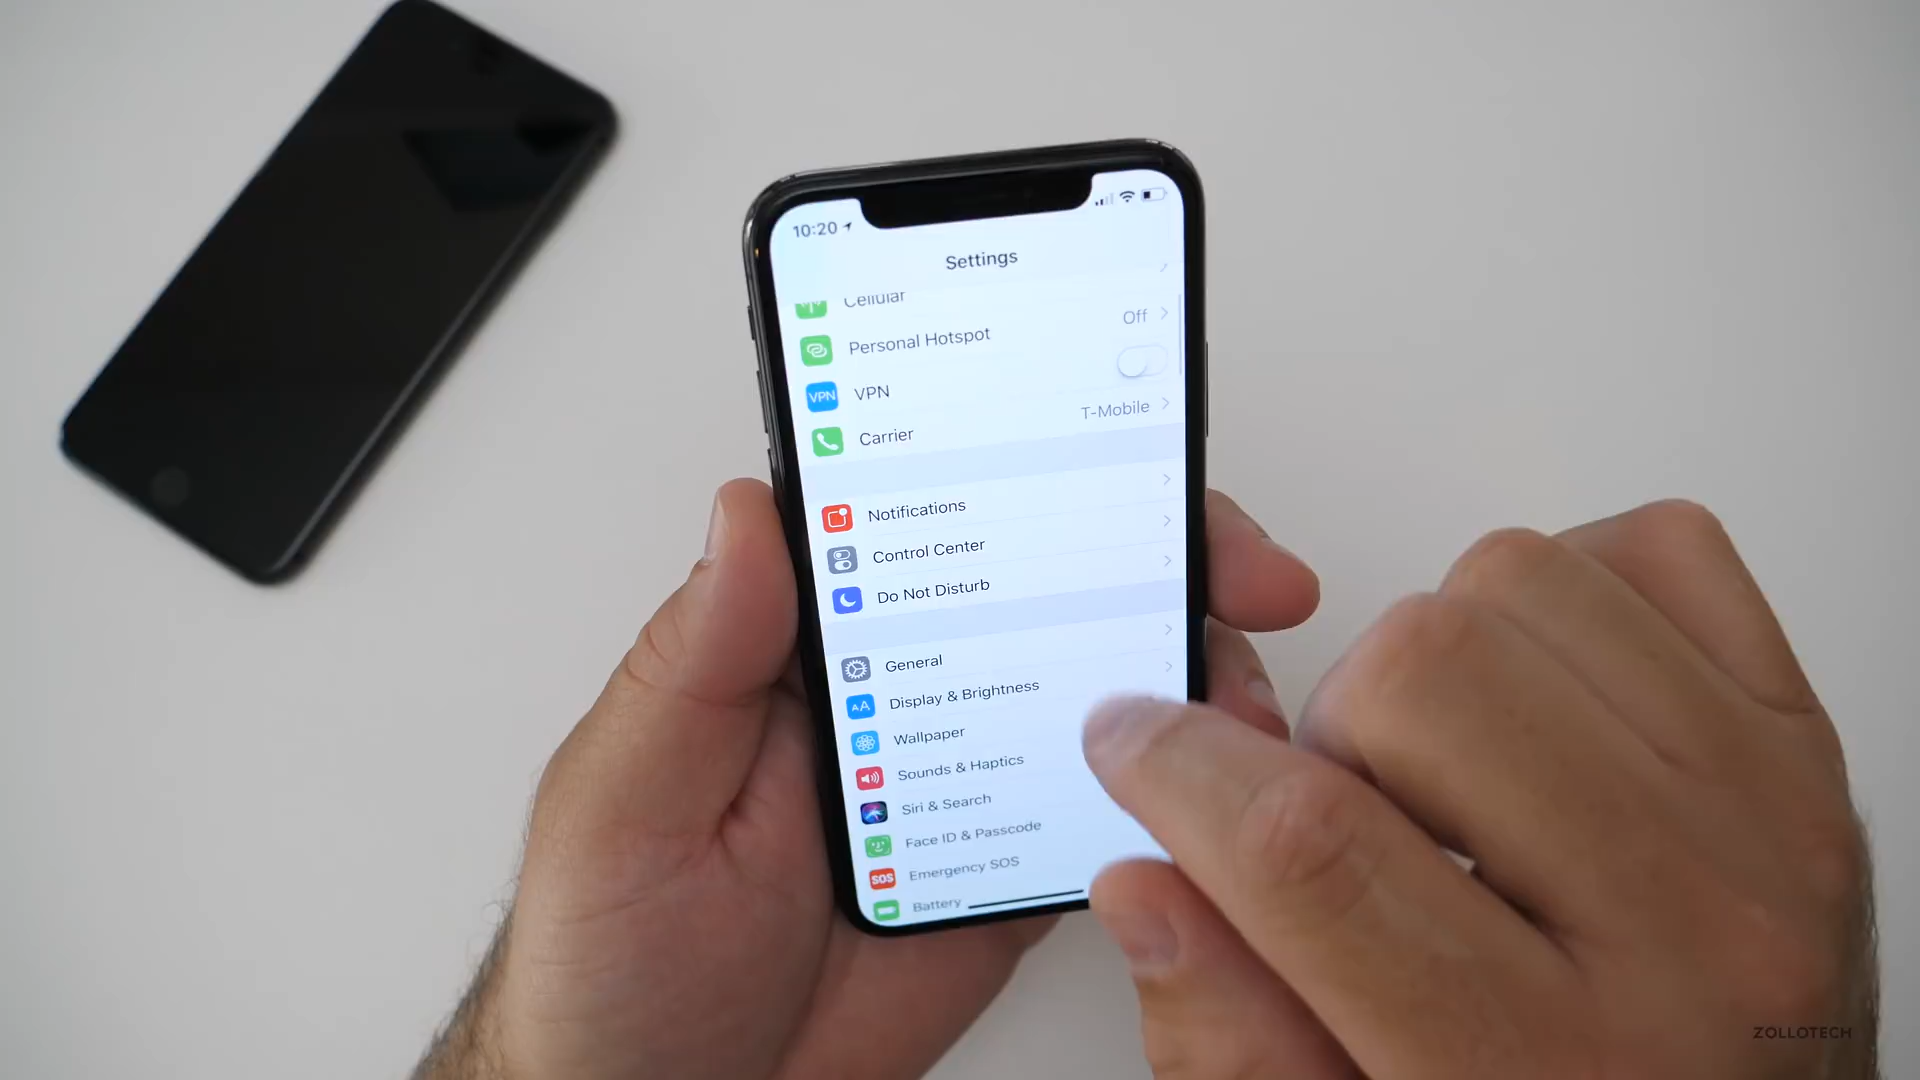 10:20
Settings
Cellular
Personal Hotspot Off
VPN VPN
Carrier T-Mobile
Notifications
Control Center
Do Not Disturb
General
AA Display & Brightness
Wallpaper
Sounds & Haptics
Siri & Search
Face ID & Passcode
SOS Emergency SOS
Battery
ZOLLOTECH